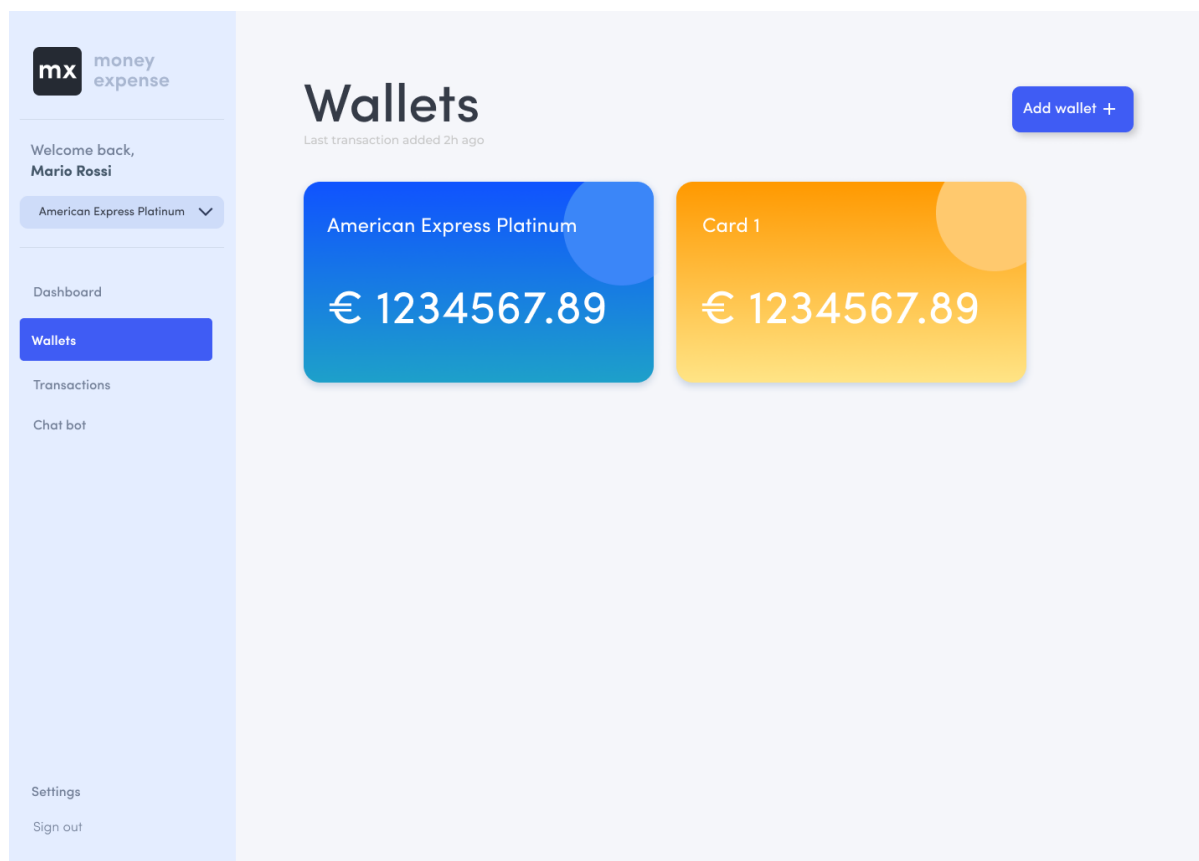 mx
money
expense
Welcome back,
Mario Rossi
American Express Platinum
Dashboard
Wallets
Transactions
Chat bot
Settings
Sign out
Wallets
Last transaction added 2h ago
Add wallet +
American Express Platinum
€ 1234567.89
Card 1
€ 1234567.89